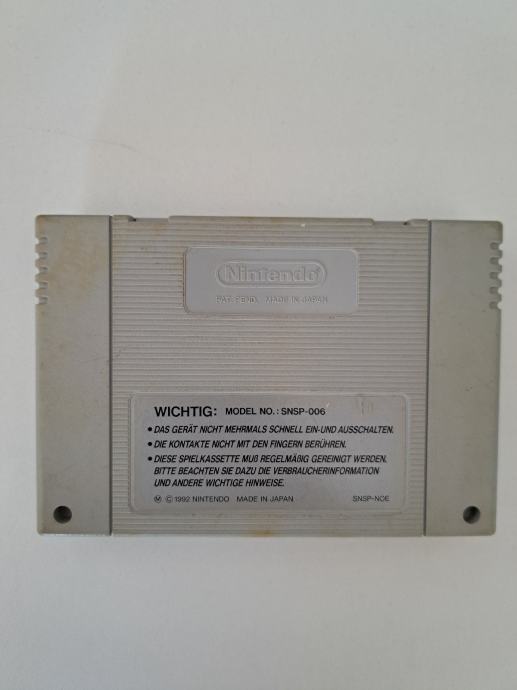 Nintendo®
PAT. PEND. MADE IN JAPAN
WICHTIG: MODEL NO.: SNSP-006
• DAS GERÄT NICHT MEHRMALS SCHNELL EIN-UND AUSSCHALTEN.
• DIE KONTAKTE NICHT MIT DEN FINGERN BERÜHREN.
• DIESE SPIELKASSETTE MUß REGELMÄßIG GEREINIGT WERDEN.
BITTE BEACHTEN SIE DAZU DIE VERBRAUCHERINFORMATION
UND ANDERE WICHTIGE HINWEISE.
Ⓜ © 1992 NINTENDO MADE IN JAPAN SNSP-NOE